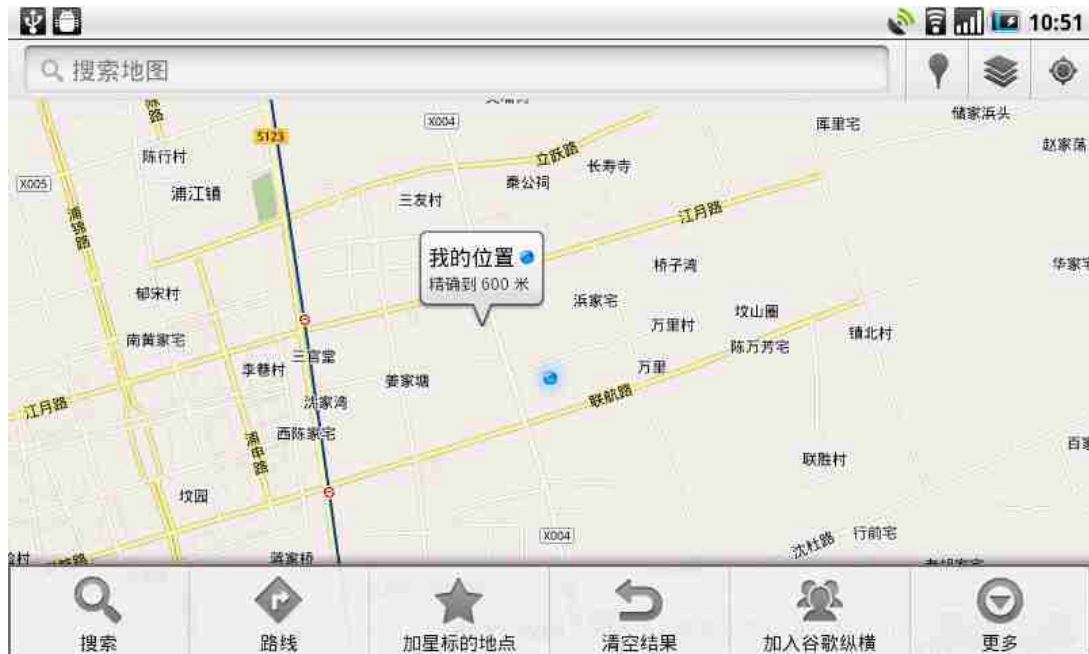 10:51
搜索地图
陈行村
S123
X004
厍里宅
储家浜头
赵家荡
X005
浦江镇
立跃路
长寿寺
秦公祠
三友村
浦锦路
江月路
我的位置
精确到 600 米
桥子湾
华家宅
郁宋村
浜家宅
坟山圈
万里村
镇北村
南黄家宅
三官堂
陈万芳宅
李巷村
姜家塘
万里
江月路
沈家湾
联航路
西陈家宅
浦申路
联胜村
坟园
X004
沈杜路
行前宅
蒋家桥
搜索
路线
加星标的地点
清空结果
加入谷歌纵横
更多